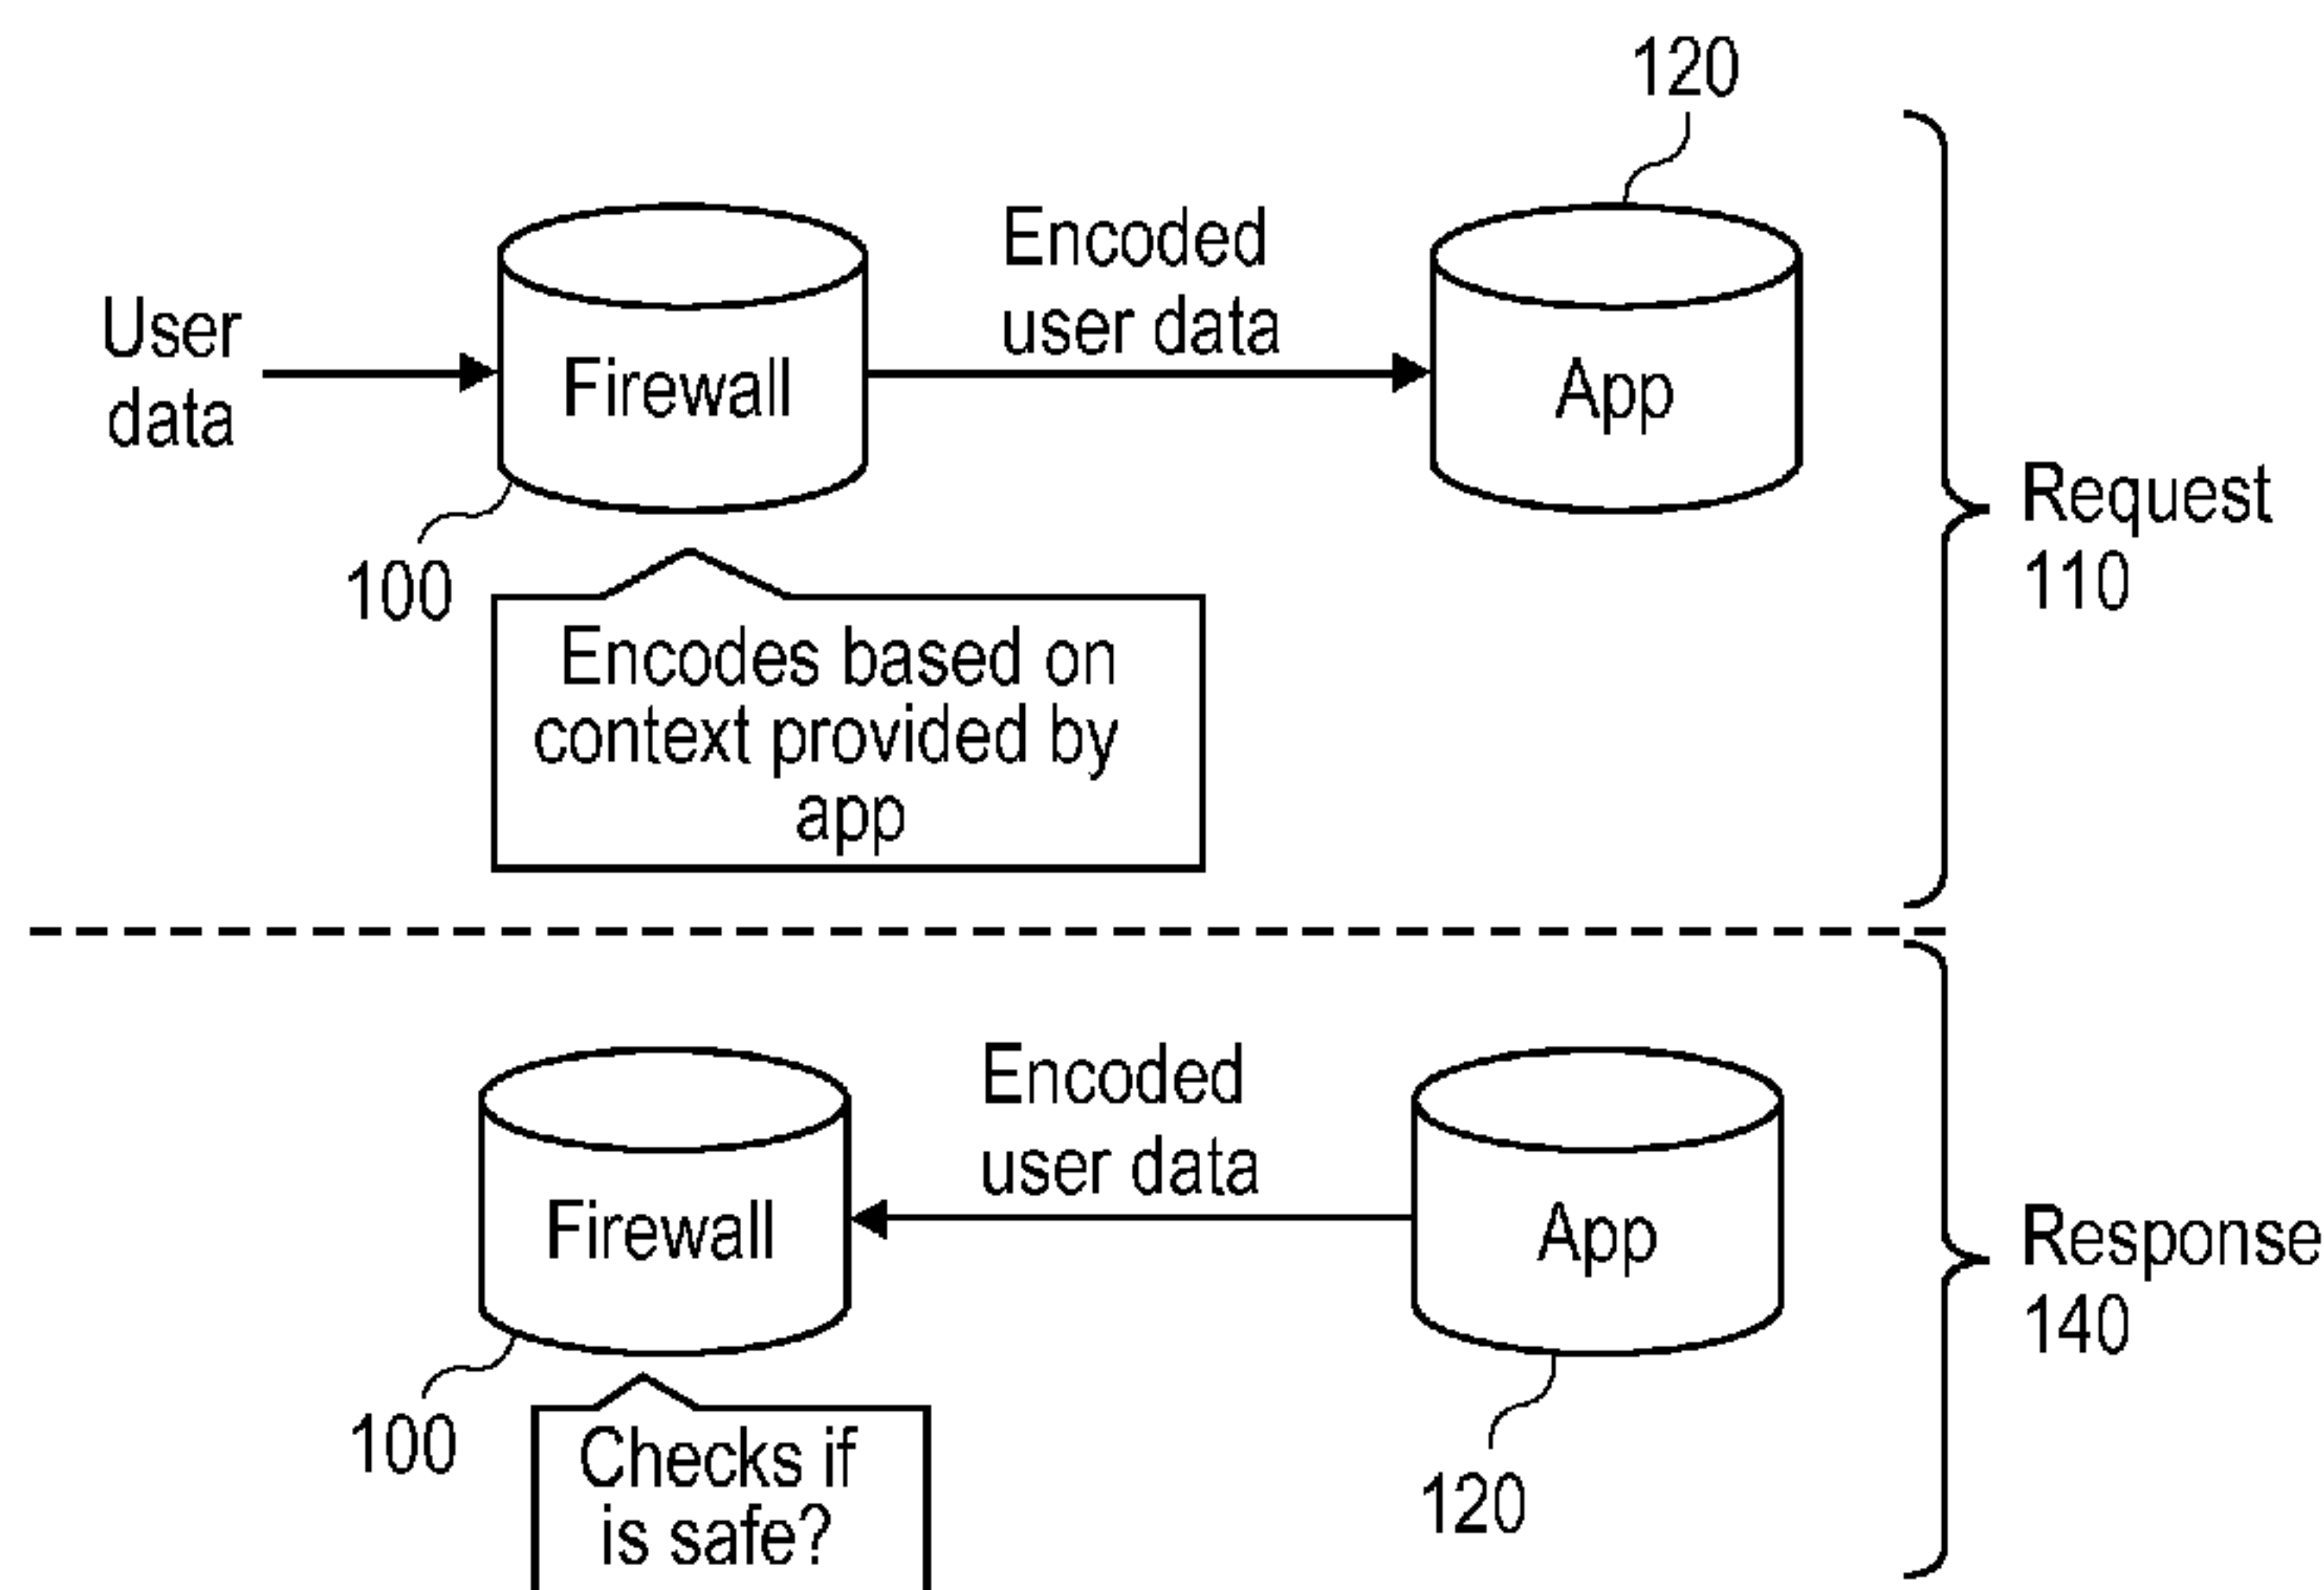 120
Encoded
user data
User
data
Firewall
App
Request
110
100
Encodes based on
context provided by
app
Encoded
user data
Firewall
App
Response
140
100
Checks if
is safe?
120